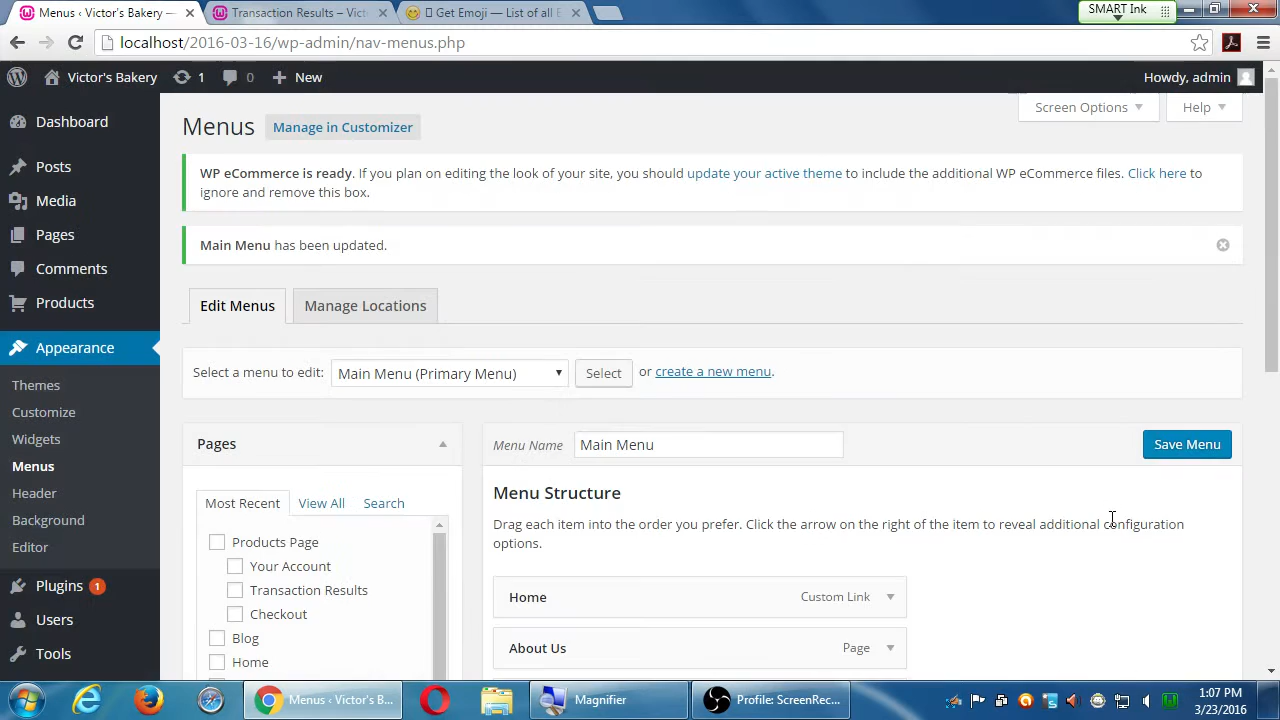 Menus ‹ Victor's Bakery -
Transaction Results – Vict
Get Emoji — List of all E
SMART Ink
localhost/2016-03-16/wp-admin/nav-menus.php
Victor's Bakery
1
0
New
Howdy, admin
Dashboard
Posts
Media
Pages
Comments
Products
Appearance
Themes
Customize
Widgets
Menus
Header
Background
Editor
Plugins 1
Users
Tools
Screen Options
Help
Menus
Manage in Customizer
WP eCommerce is ready. If you plan on editing the look of your site, you should update your active theme to include the additional WP eCommerce files. Click here to
ignore and remove this box.
Main Menu has been updated.
Edit Menus
Manage Locations
Select a menu to edit:
Main Menu (Primary Menu)
Select
or create a new menu.
Pages
Most Recent
View All
Search
Products Page
Your Account
Transaction Results
Checkout
Blog
Home
Menu Name
Main Menu
Save Menu
Menu Structure
Drag each item into the order you prefer. Click the arrow on the right of the item to reveal additional configuration
options.
Home
Custom Link
About Us
Page
Menus ‹ Victor's B...
Magnifier
Profile: ScreenRec...
1:07 PM
3/23/2016